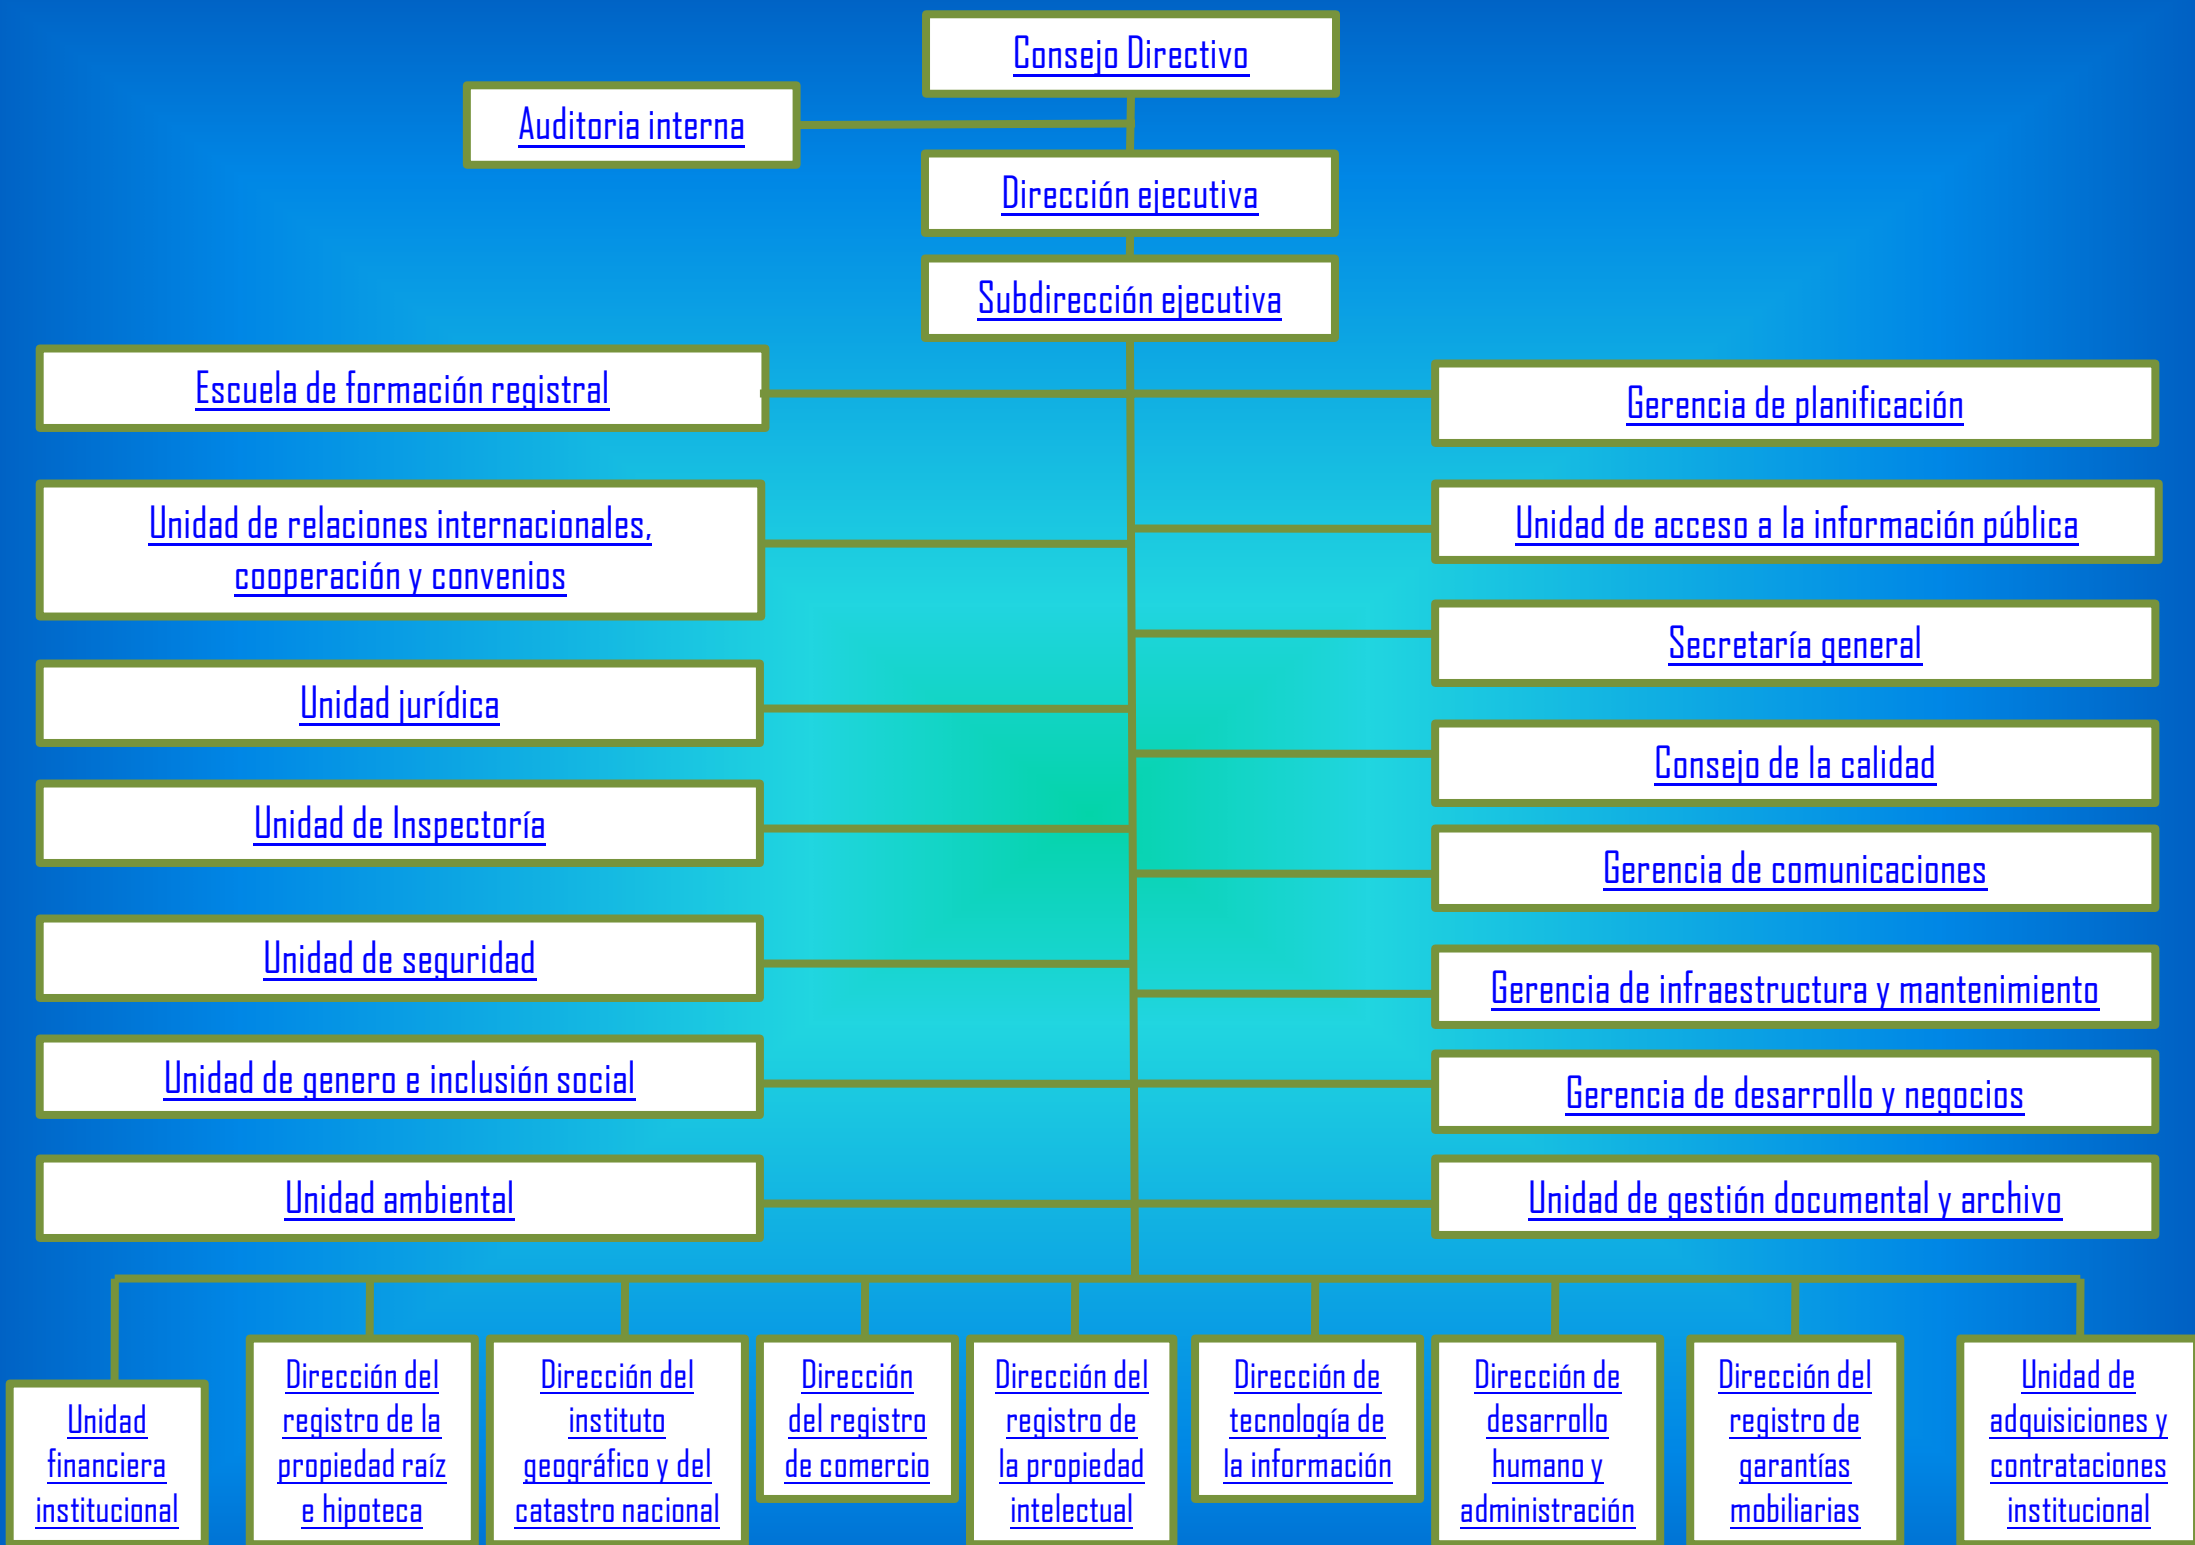 Consejo Directivo
Auditoria interna
Dirección ejecutiva
Subdirección ejecutiva
Escuela de formación registral
Gerencia de planificación
Unidad de relaciones internacionales,
cooperación y convenios
Unidad de acceso a la información pública
Secretaría general
Unidad jurídica
Consejo de la calidad
Unidad de Inspectoría
Gerencia de comunicaciones
Unidad de seguridad
Gerencia de infraestructura y mantenimiento
Unidad de genero e inclusión social
Gerencia de desarrollo y negocios
Unidad ambiental
Unidad de gestión documental y archivo
Unidad
financiera
institucional
Dirección del
registro de la
propiedad raíz
e hipoteca
Dirección del
instituto
geográfico y del
catastro nacional
Dirección
del registro
de comercio
Dirección del
registro de
la propiedad
intelectual
Dirección de
tecnología de
la información
Dirección de
desarrollo
humano y
administración
Dirección del
registro de
garantías
mobiliarias
Unidad de
adquisiciones y
contrataciones
institucional